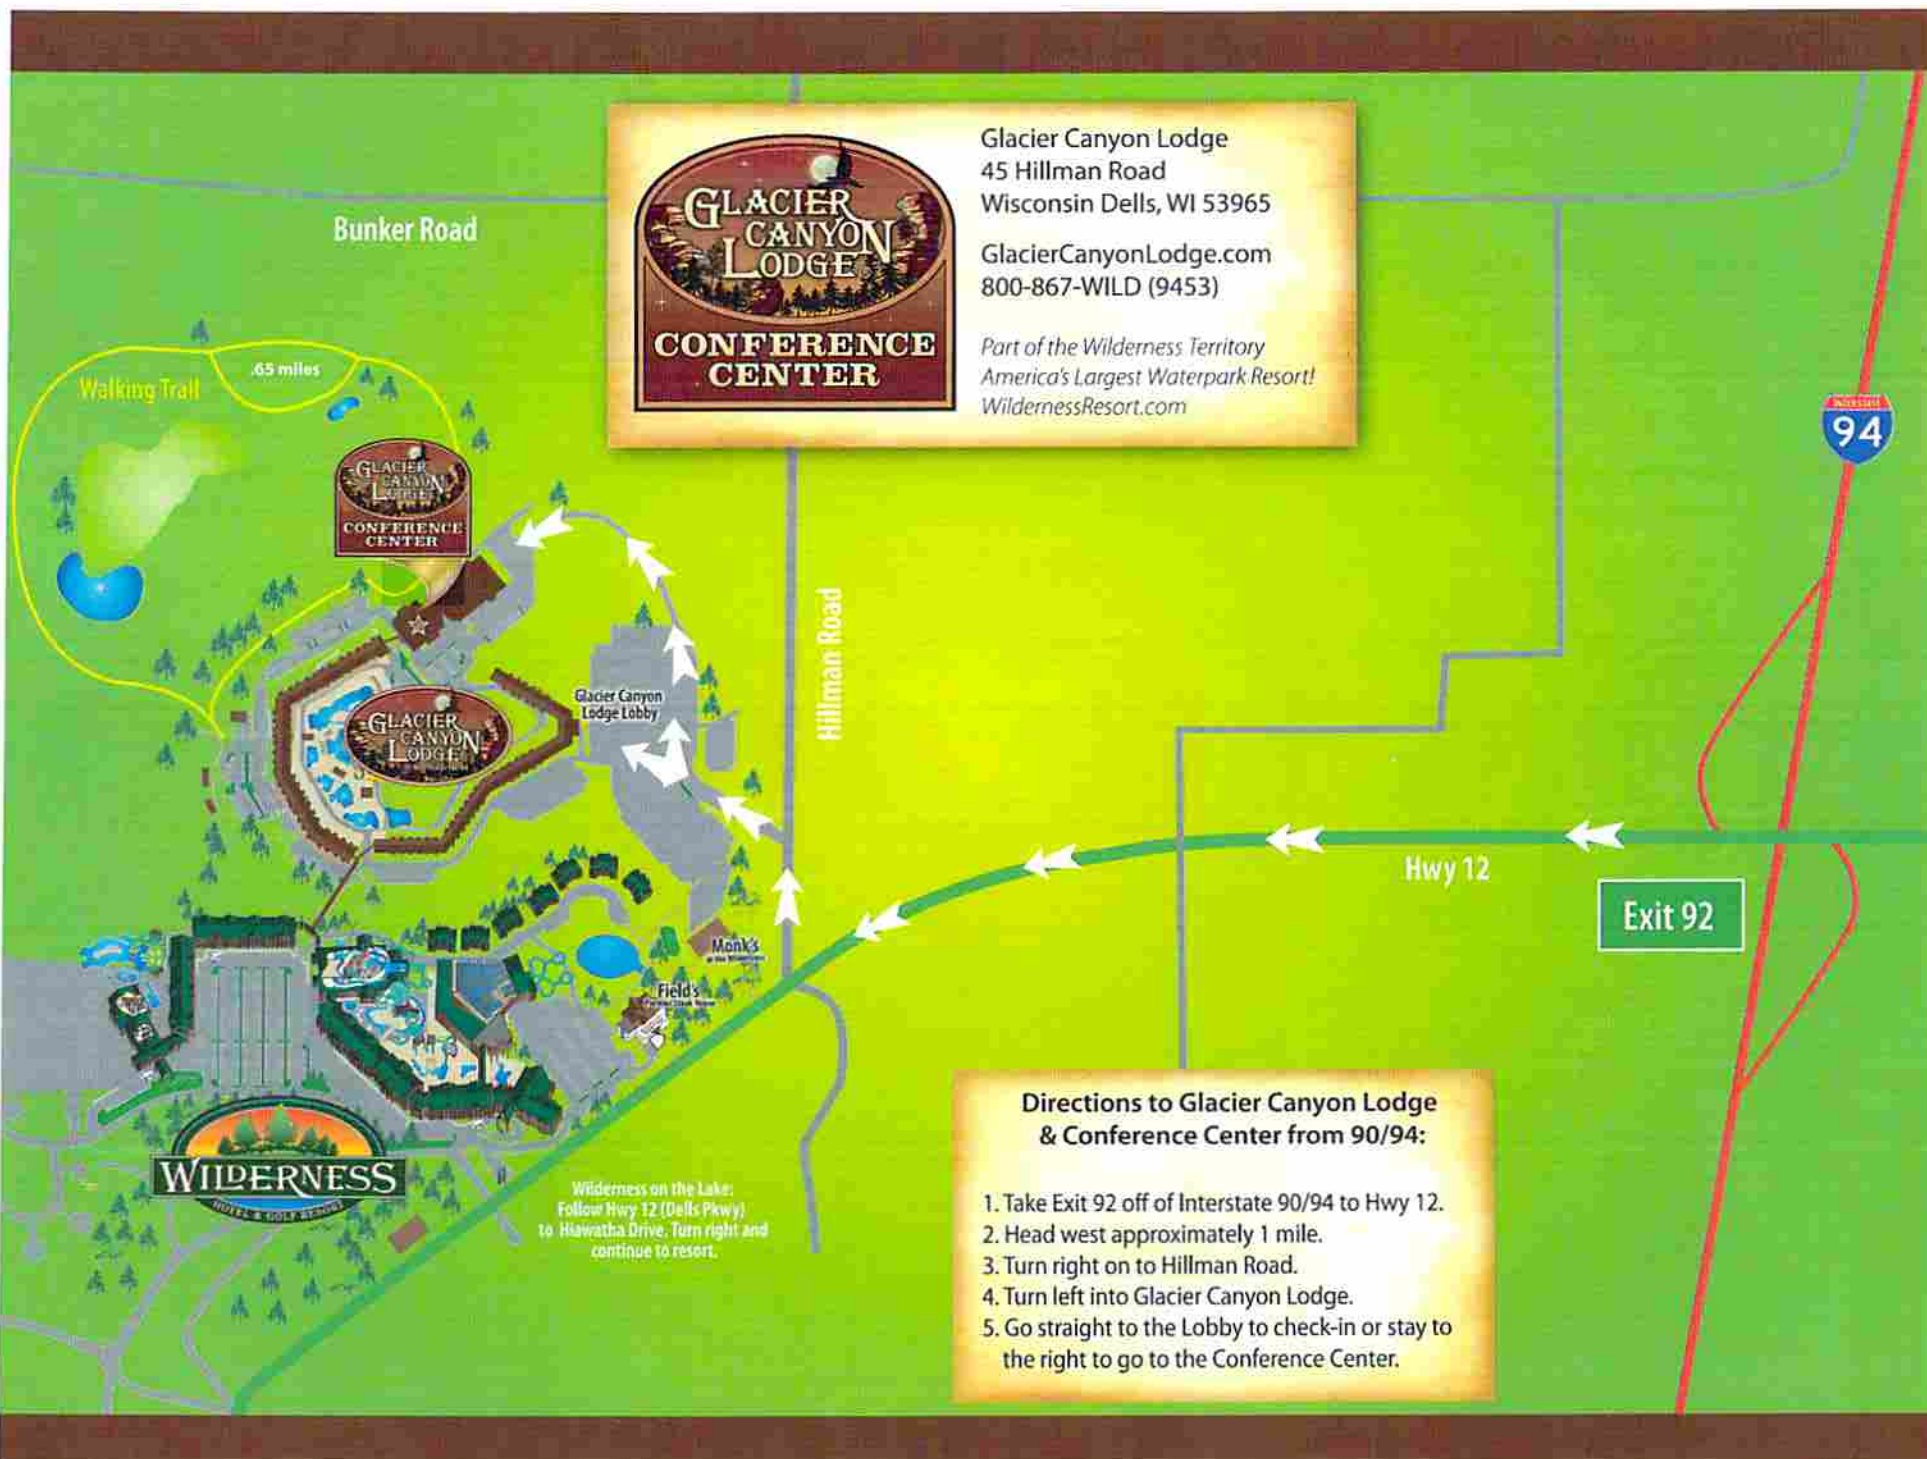 GLACIER
CANYON
LODGE
CONFERENCE
CENTER
Glacier Canyon Lodge
45 Hillman Road
Wisconsin Dells, WI 53965
GlacierCanyonLodge.com
800-867-WILD (9453)
Part of the Wilderness Territory
America's Largest Waterpark Resort!
WildernessResort.com
Bunker Road
.65 miles
Walking Trail
INTERSTATE
94
GLACIER
CANYON
LODGE
CONFERENCE
CENTER
Hillman Road
Glacier Canyon
Lodge Lobby
GLACIER
CANYON
LODGE
Hwy 12
Exit 92
Monk's
at the Wilderness
Field's
WILDERNESS
HOTEL & GOLF RESORT
Wilderness on the Lake:
Follow Hwy 12 (Dells Pkwy)
to Hiawatha Drive. Turn right and
continue to resort.
Directions to Glacier Canyon Lodge
& Conference Center from 90/94:
1. Take Exit 92 off of Interstate 90/94 to Hwy 12.
2. Head west approximately 1 mile.
3. Turn right on to Hillman Road.
4. Turn left into Glacier Canyon Lodge.
5. Go straight to the Lobby to check-in or stay to
the right to go to the Conference Center.